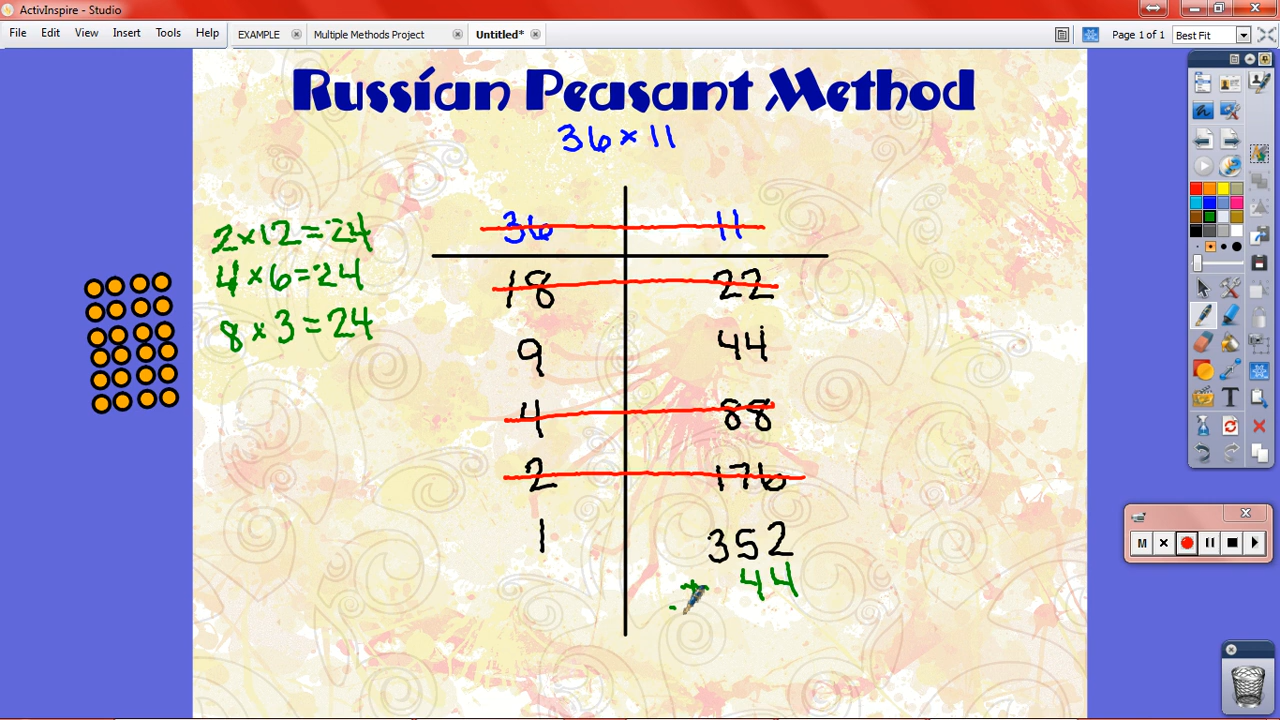 ActivInspire - Studio
File Edit View Insert Tools Help EXAMPLE Multiple Methods Project Untitled* Page 1 of 1 Best Fit
Russían Peasant Method
36 × 11
36 11
2 × 12 = 24
4 × 6 = 24
8 × 3 = 24
18 22
9 44
4 88
2 176
1 352
+ 44
M
T